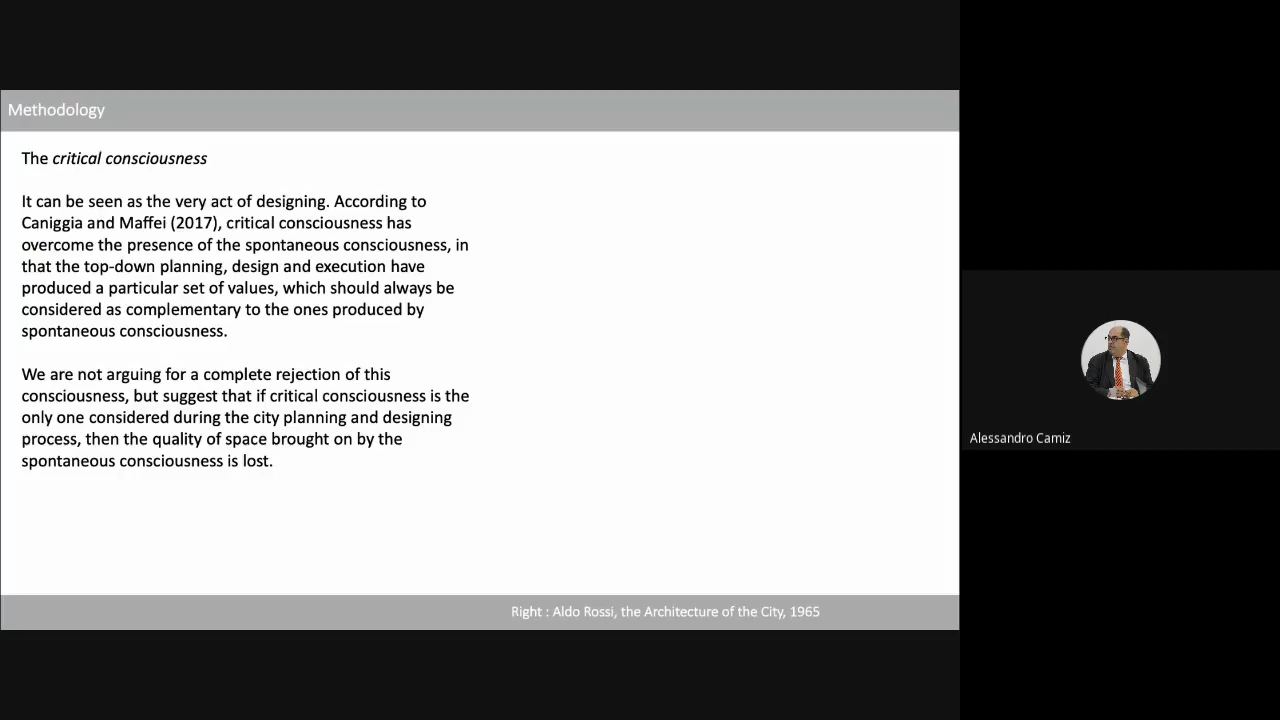 Methodology
The critical consciousness
It can be seen as the very act of designing. According to
Caniggia and Maffei (2017), critical consciousness has
overcome the presence of the spontaneous consciousness, in
that the top-down planning, design and execution have
produced a particular set of values, which should always be
considered as complementary to the ones produced by
spontaneous consciousness.
We are not arguing for a complete rejection of this
consciousness, but suggest that if critical consciousness is the
only one considered during the city planning and designing
process, then the quality of space brought on by the
spontaneous consciousness is lost.
Right : Aldo Rossi, the Architecture of the City, 1965
Alessandro Camiz